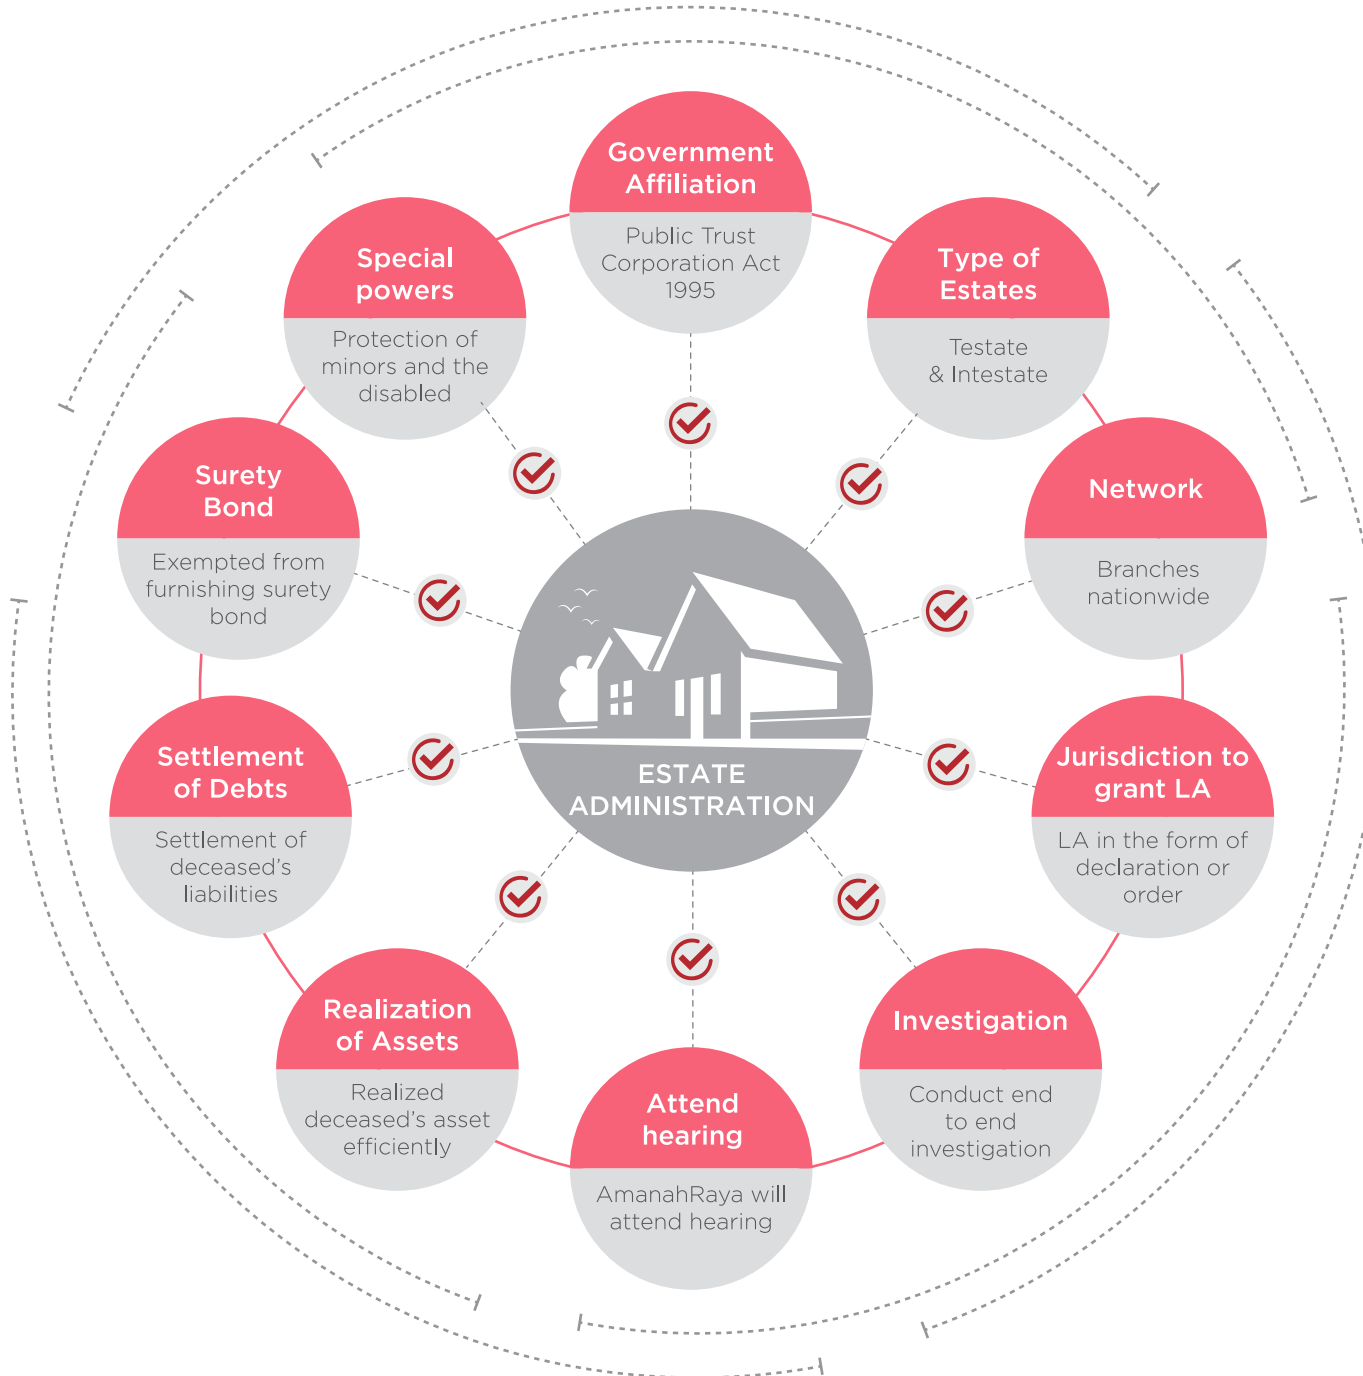 Government
Affiliation
Public Trust
Corporation Act
1995
Type of
Estates
Testate
& Intestate
Network
Branches
nationwide
Jurisdiction to
grant LA
LA in the form of
declaration or
order
Investigation
Conduct end
to end
investigation
Attend
hearing
AmanahRaya will
attend hearing
Realization
of Assets
Realized
deceased’s asset
efficiently
Settlement
of Debts
Settlement of
deceased’s
liabilities
Surety
Bond
Exempted from
furnishing surety
bond
Special
powers
Protection of
minors and the
disabled
ESTATE
ADMINISTRATION